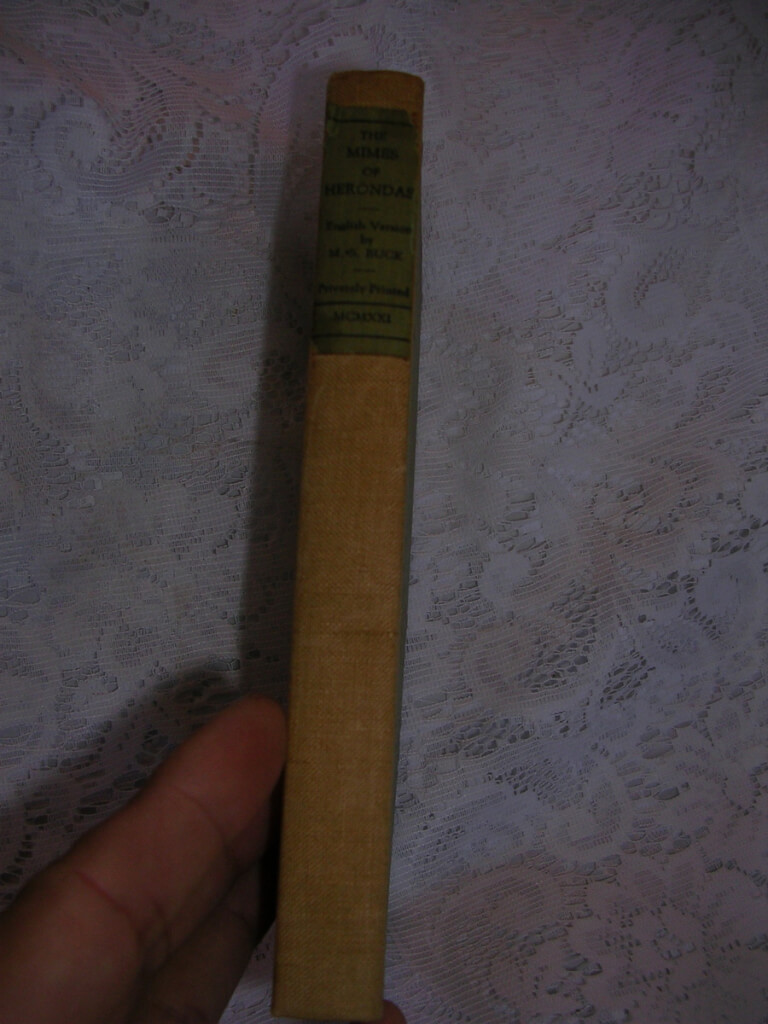 THE
MIMES
OF
HERONDAS
English Version
by
M. S. BUCK
Privately Printed
MCMXXI